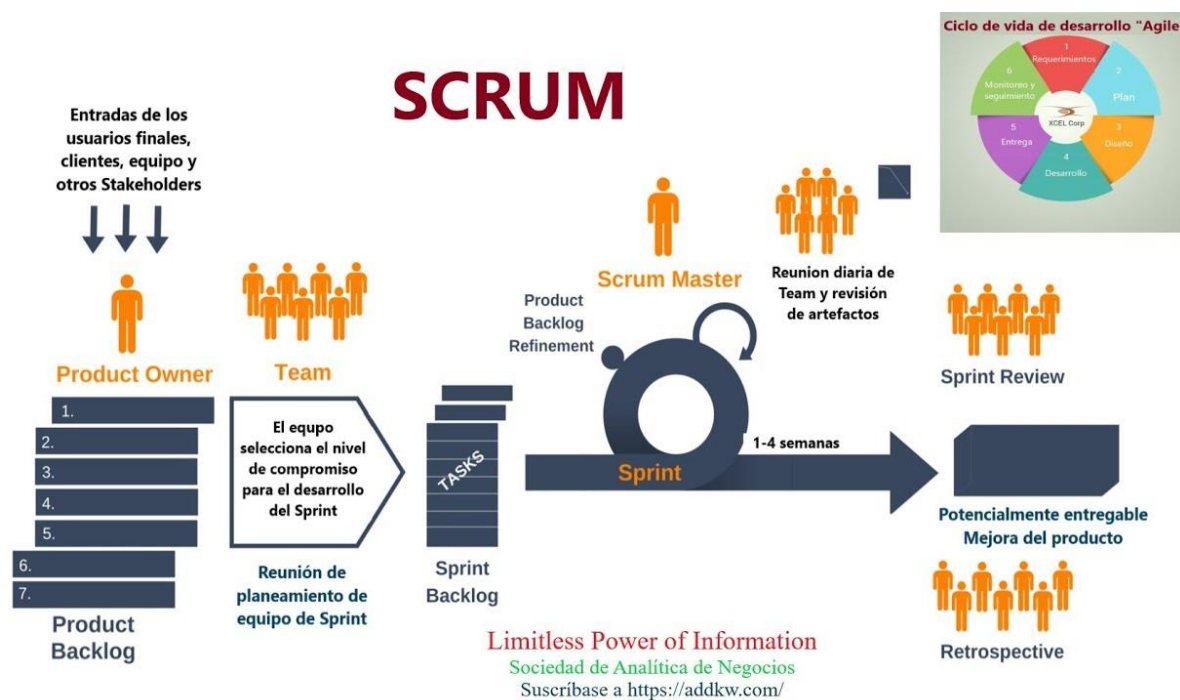 SCRUM
Ciclo de vida de desarrollo "Agile
1
Requerimientos
2
Plan
3
Diseño
4
Desarrollo
5
Entrega
6
Monitoreo y
seguimiento
XCEL Corp
Entradas de los
usuarios finales,
clientes, equipo y
otros Stakeholders
Product Owner
1.
2.
3.
4.
5.
6.
7.
Product
Backlog
Team
El equpo
selecciona el nivel
de compromiso
para el desarrollo
del Sprint
Reunión de
planeamiento de
equipo de Sprint
TASKS
Sprint
Backlog
Scrum Master
Product
Backlog
Refinement
Reunion diaria de
Team y revisión
de artefactos
Sprint
1-4 semanas
Sprint Review
Potencialmente entregable
Mejora del producto
Retrospective
Limitless Power of Information
Sociedad de Analítica de Negocios
Suscríbase a https://addkw.com/